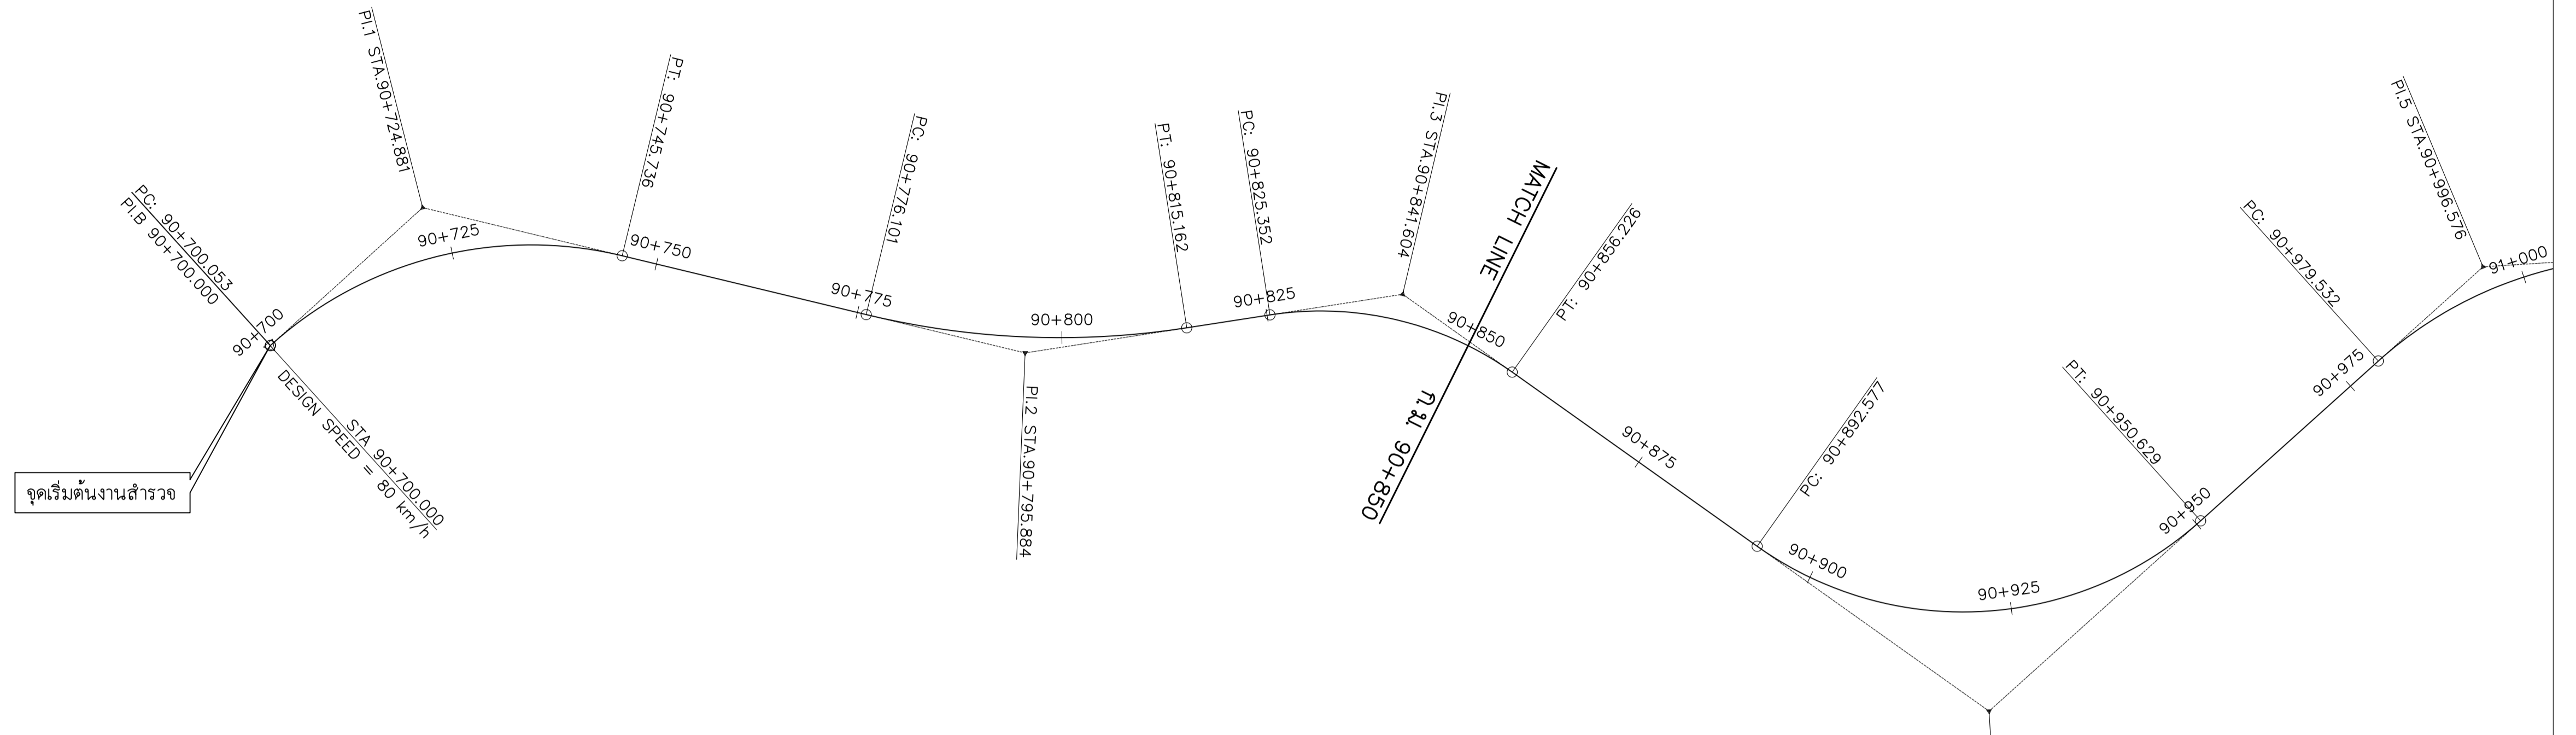 PI.1 STA.90+724.881
PT: 90+745.736
PC: 90+776.101
PT: 90+815.162
PC: 90+825.352
PI.3 STA.90+841.604
MATCH LINE
ก.ม. 90+850
PT: 90+856.226
PC: 90+892.577
PT: 90+950.629
PC: 90+979.532
PI.5 STA.90+996.576
PC: 90+700.053
PI.B 90+700.000
90+700
90+725
90+750
90+775
90+800
90+825
90+850
90+875
90+900
90+925
90+950
90+975
91+000
PI.2 STA.90+795.884
STA 90+700.000
DESIGN SPEED = 80 km/h
จุดเริ่มต้นงานสำรวจ